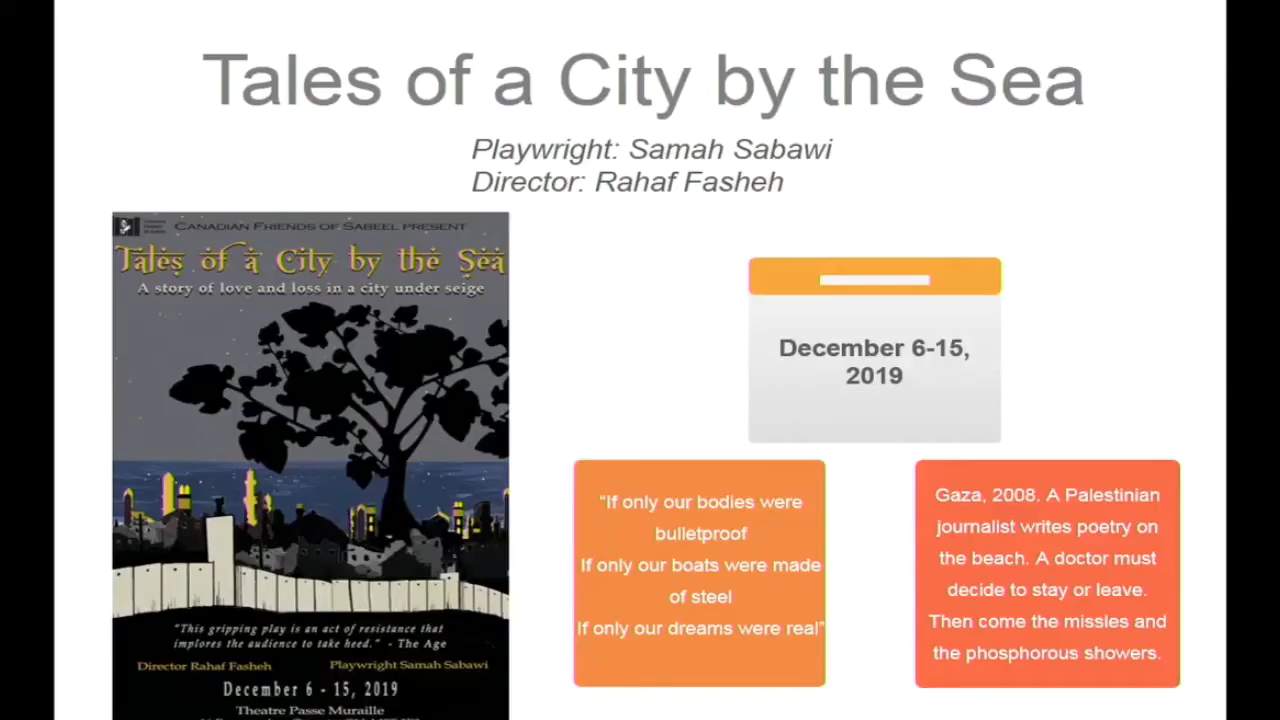 Tales of a City by the Sea
Playwright: Samah Sabawi
Director: Rahaf Fasheh
CANADIAN FRIENDS OF SABEEL PRESENT
Tales of a City by the Sea
A story of love and loss in a city under seige
"This gripping play is an act of resistance that
implores the audience to take heed." - The Age
Director Rahaf Fasheh Playwright Samah Sabawi
December 6 - 15, 2019
Theatre Passe Muraille
December 6-15,
2019
"If only our bodies were
bulletproof
If only our boats were made
of steel
If only our dreams were real"
Gaza, 2008. A Palestinian
journalist writes poetry on
the beach. A doctor must
decide to stay or leave.
Then come the missles and
the phosphorous showers.